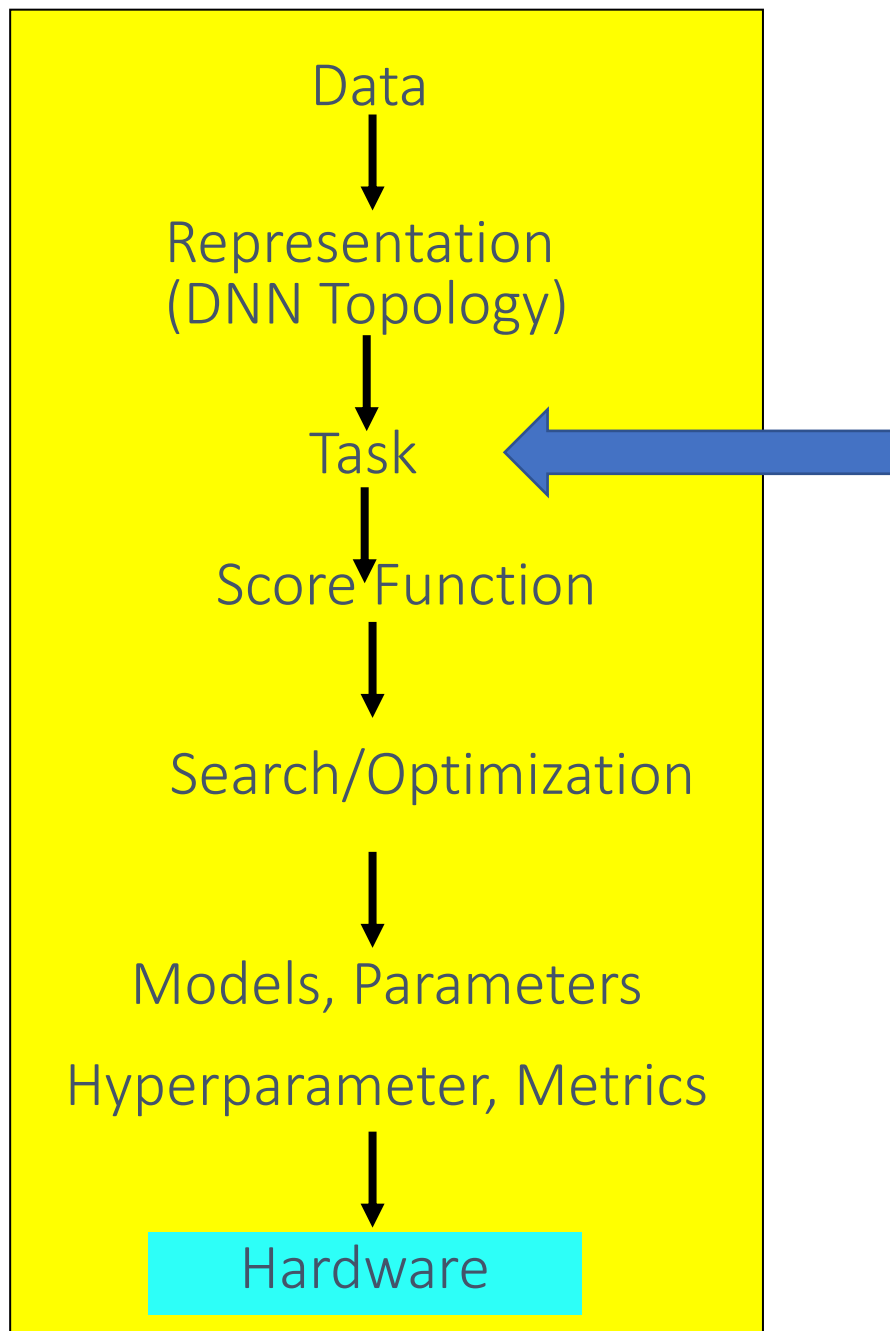 Data
Representation
(DNN Topology)
Task
Score Function
Search/Optimization
Models, Parameters
Hyperparameter, Metrics
Hardware